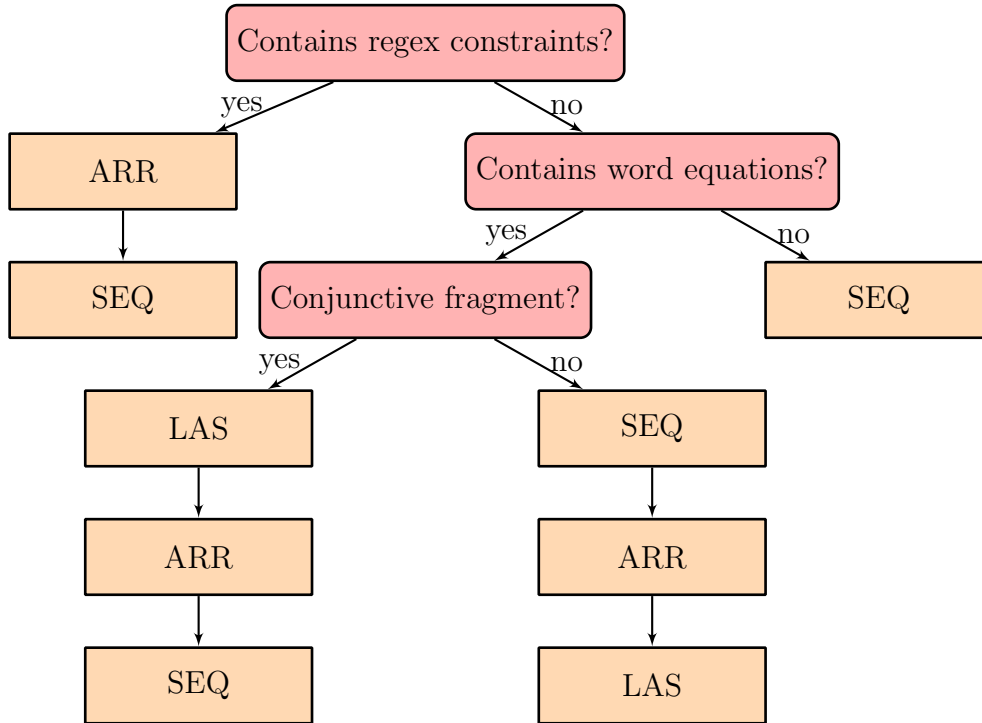 Contains regex constraints?
yes
no
ARR
Contains word equations?
yes
no
SEQ
Conjunctive fragment?
SEQ
yes
no
LAS
SEQ
ARR
ARR
SEQ
LAS